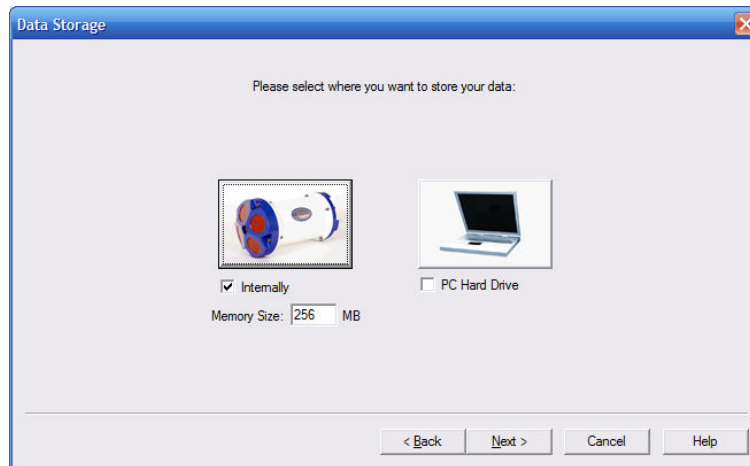 Data Storage
Please select where you want to store your data:
Internally
PC Hard Drive
Memory Size: 256 MB
< Back
Next >
Cancel
Help